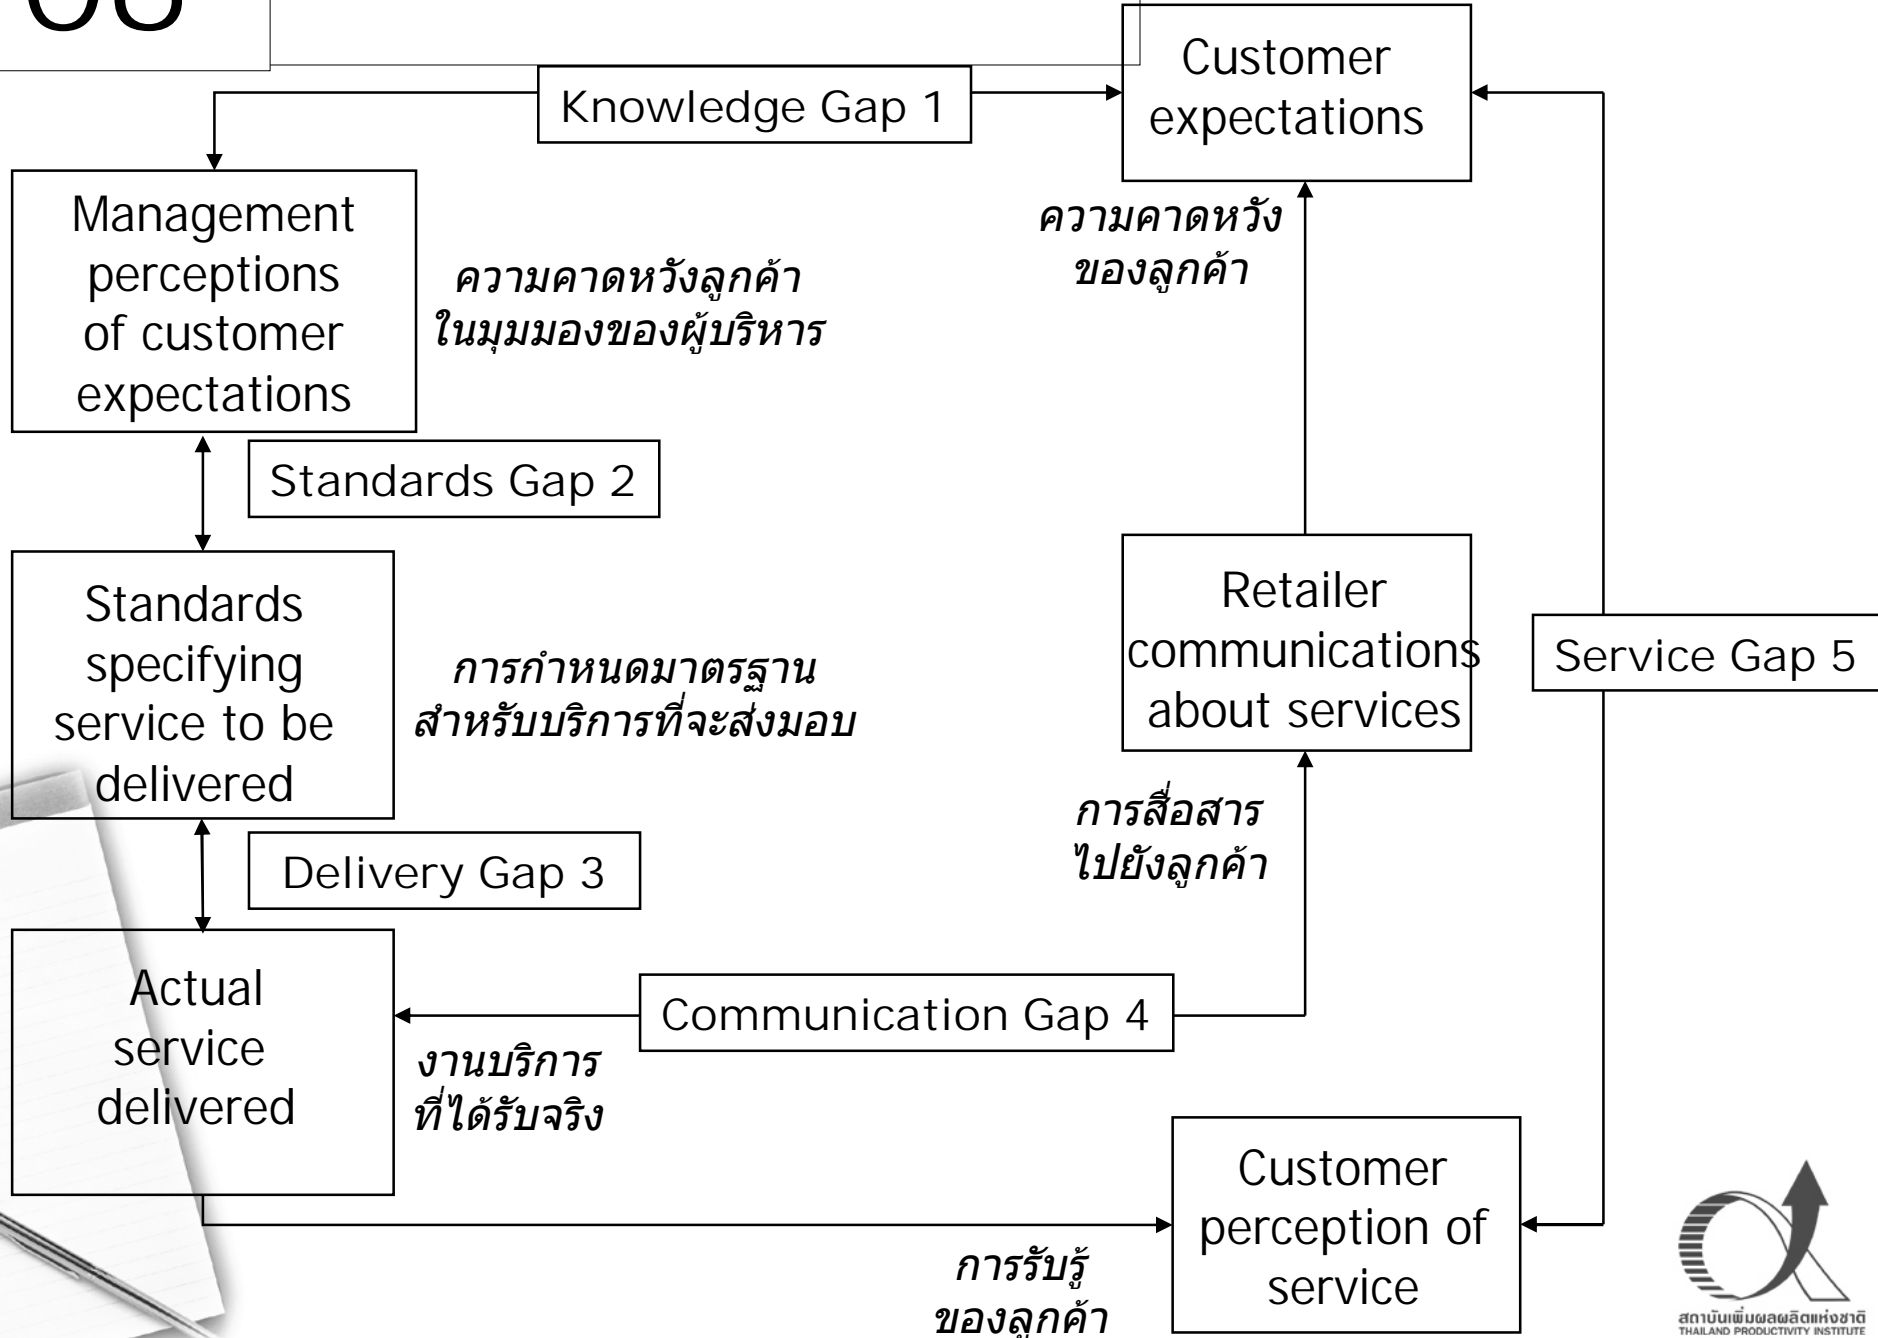 Customer
expectations
Knowledge Gap 1
Management
perceptions
of customer
expectations
ความคาดหวังลูกค้า
ในมุมมองของผู้บริหาร
ความคาดหวัง
ของลูกค้า
Standards Gap 2
Standards
specifying
service to be
delivered
การกำหนดมาตรฐาน
สำหรับบริการที่จะส่งมอบ
Retailer
communications
about services
Service Gap 5
การสื่อสาร
ไปยังลูกค้า
Delivery Gap 3
Actual
service
delivered
Communication Gap 4
งานบริการ
ที่ได้รับจริง
Customer
perception of
service
การรับรู้
ของลูกค้า
สถาบันเพิ่มผลผลิตแห่งชาติ
THAILAND PRODUCTIVITY INSTITUTE